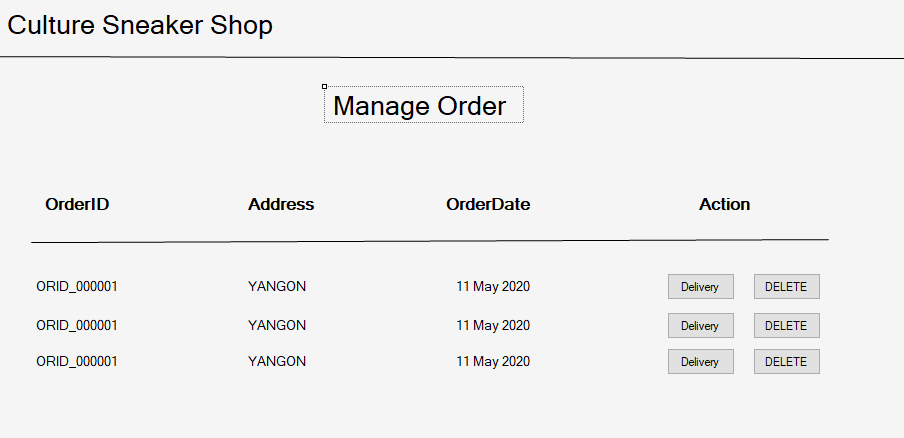 Culture Sneaker Shop
Manage Order
OrderID Address OrderDate Action
ORID_000001 YANGON 11 May 2020 Delivery DELETE
ORID_000001 YANGON 11 May 2020 Delivery DELETE
ORID_000001 YANGON 11 May 2020 Delivery DELETE